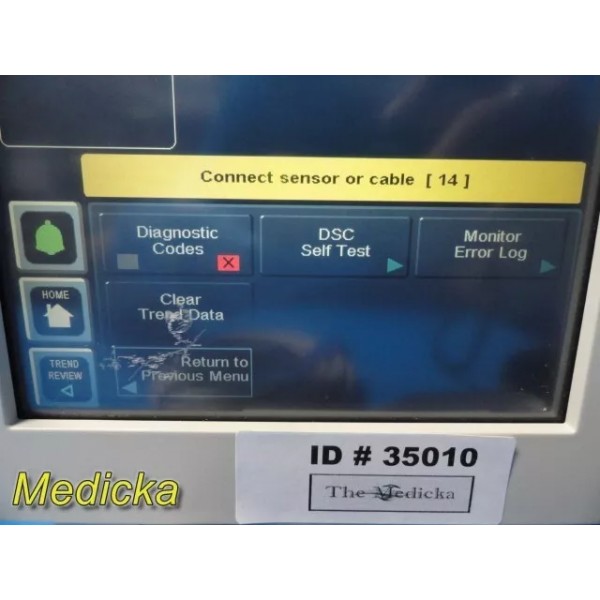 Connect sensor or cable [ 14 ]
Diagnostic
Codes
X
DSC
Self Test
Monitor
Error Log
HOME
Clear
Trend Data
TREND
REVIEW
Return to
Previous Menu
ID # 35010
The Medicka
Medicka